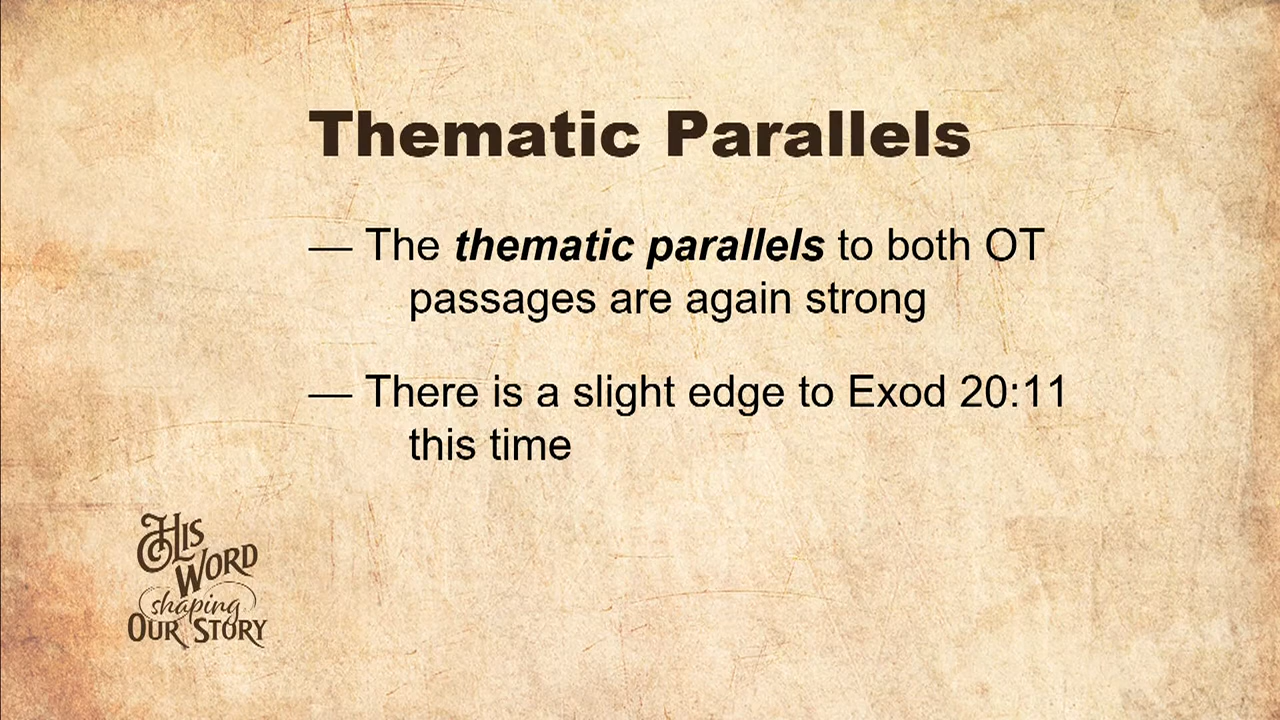 Thematic Parallels
— The thematic parallels to both OT
passages are again strong
— There is a slight edge to Exod 20:11
this time
His
Word
shaping
Our Story